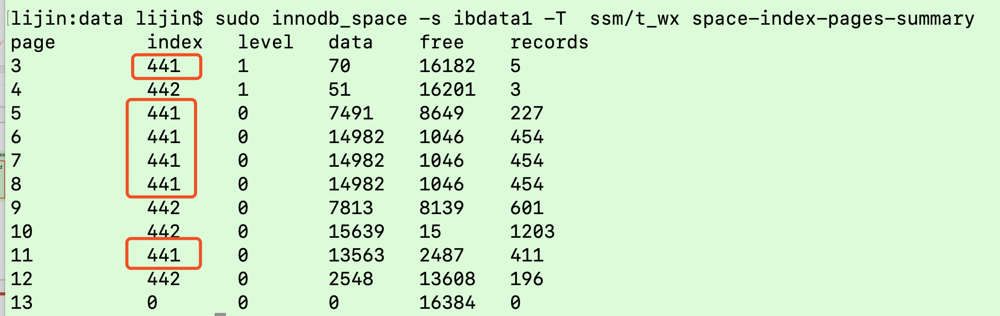 lijin:data lijin$ sudo innodb_space -s ibdata1 -T  ssm/t_wx space-index-pages-summary
page        index   level   data    free    records
3           441     1       70      16182   5
4           442     1       51      16201   3
5           441     0       7491    8649    227
6           441     0       14982   1046    454
7           441     0       14982   1046    454
8           441     0       14982   1046    454
9           442     0       7813    8139    601
10          442     0       15639   15      1203
11          441     0       13563   2487    411
12          442     0       2548    13608   196
13          0       0       0       16384   0